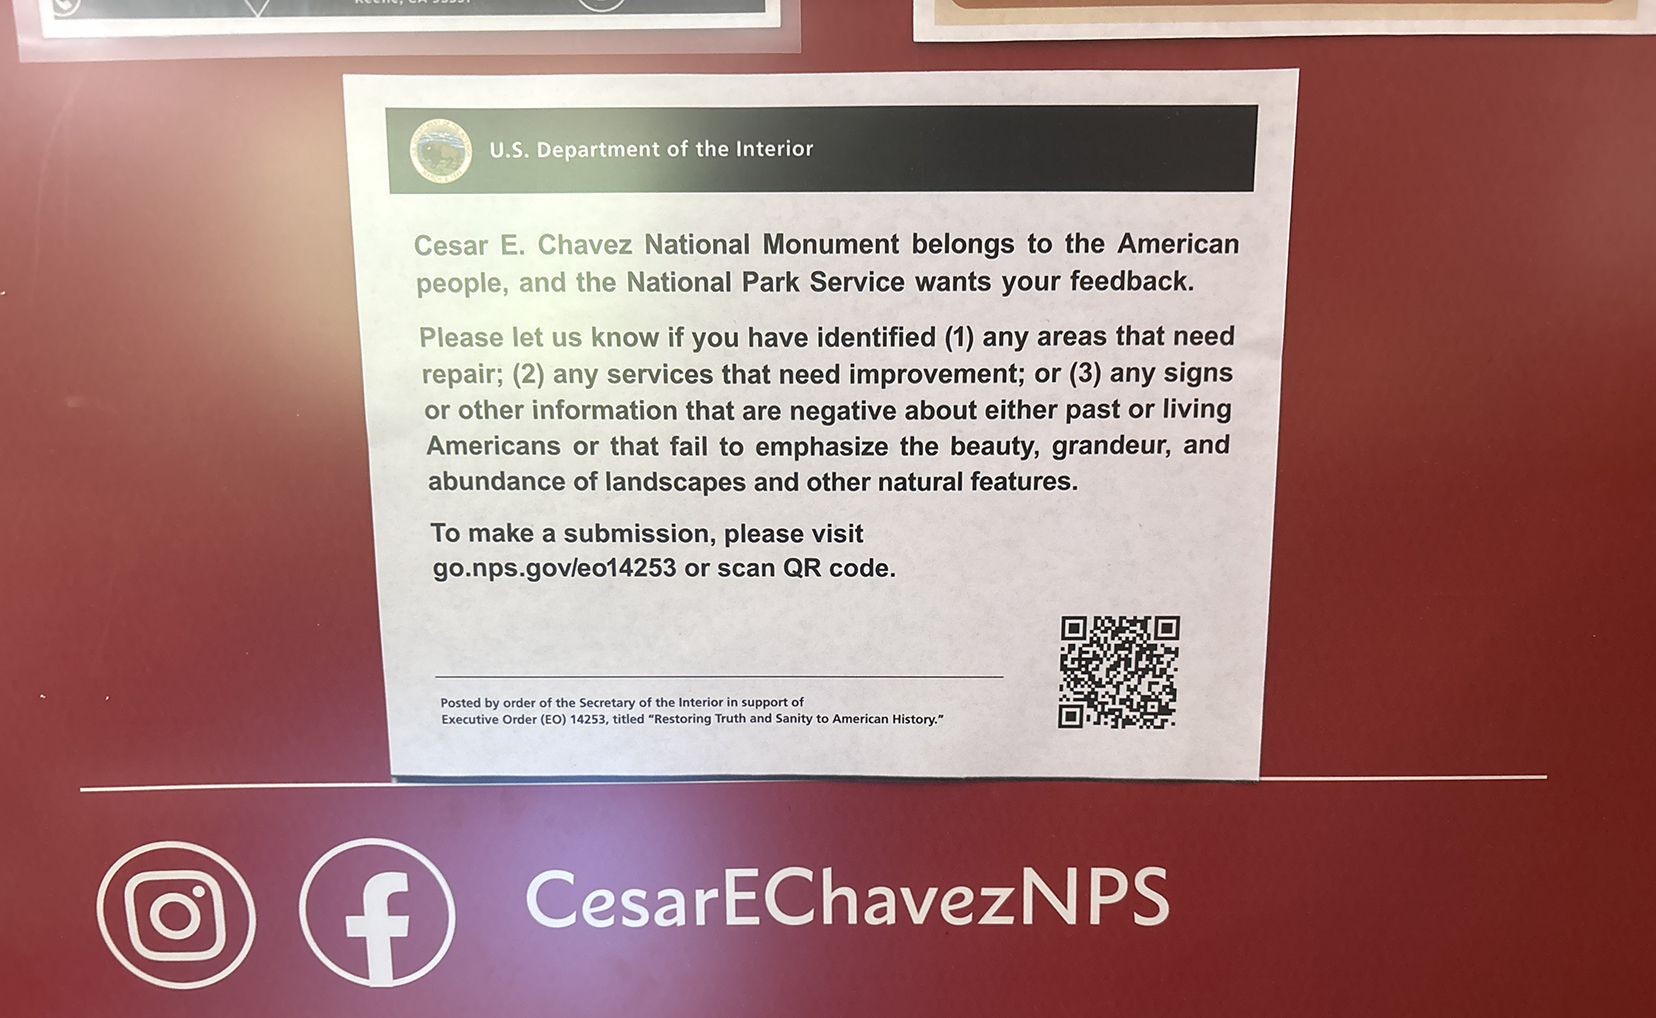 U.S. Department of the Interior
Cesar E. Chavez National Monument belongs to the American
people, and the National Park Service wants your feedback.
Please let us know if you have identified (1) any areas that need
repair; (2) any services that need improvement; or (3) any signs
or other information that are negative about either past or living
Americans or that fail to emphasize the beauty, grandeur, and
abundance of landscapes and other natural features.
To make a submission, please visit
go.nps.gov/eo14253 or scan QR code.
Posted by order of the Secretary of the Interior in support of
Executive Order (EO) 14253, titled “Restoring Truth and Sanity to American History.”
CesarEChavezNPS